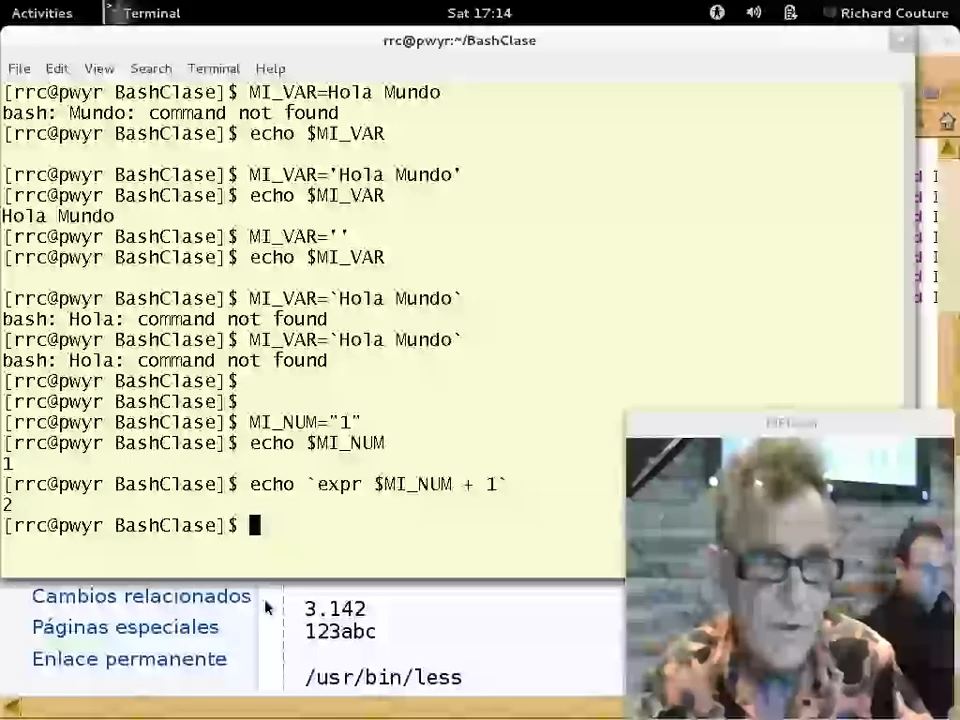 Activities
Terminal
Sat 17:14
Richard Couture
rrc@pwyr:~/BashClase
File Edit View Search Terminal Help
[rrc@pwyr BashClase]$ MI_VAR=Hola Mundo
bash: Mundo: command not found
[rrc@pwyr BashClase]$ echo $MI_VAR
[rrc@pwyr BashClase]$ MI_VAR='Hola Mundo'
[rrc@pwyr BashClase]$ echo $MI_VAR
Hola Mundo
[rrc@pwyr BashClase]$ MI_VAR=''
[rrc@pwyr BashClase]$ echo $MI_VAR
[rrc@pwyr BashClase]$ MI_VAR=`Hola Mundo`
bash: Hola: command not found
[rrc@pwyr BashClase]$ MI_VAR=`Hola Mundo`
bash: Hola: command not found
[rrc@pwyr BashClase]$
[rrc@pwyr BashClase]$
[rrc@pwyr BashClase]$ MI_NUM="1"
[rrc@pwyr BashClase]$ echo $MI_NUM
1
[rrc@pwyr BashClase]$ echo `expr $MI_NUM + 1`
2
[rrc@pwyr BashClase]$
Cambios relacionados
Páginas especiales
Enlace permanente
3.142
123abc
/usr/bin/less